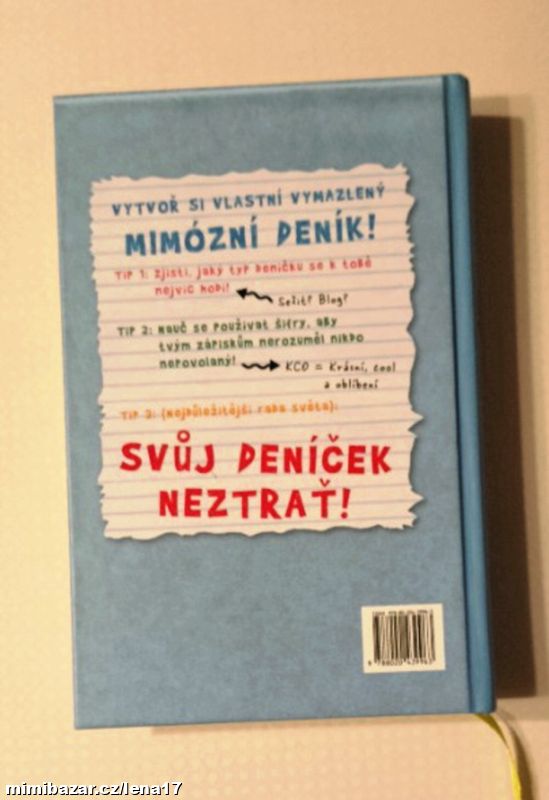 VYTVOŘ SI VLASTNÍ VYMAZLENÝ
MIMÓZNÍ DENÍK!
TIP 1: Zjisti, jaký typ deníčku se k tobě
nejvíc hodí!
Sešit? Blog?
TIP 2: Nauč se používat šifry, aby
tvým zápiskům nerozuměl nikdo
nepovolaný!
KCO = Krásní, cool
a oblíbení
TIP 3: (Nejdůležitější rada světa):
SVŮJ DENÍČEK
NEZTRAŤ!
mimibazar.cz/lena17